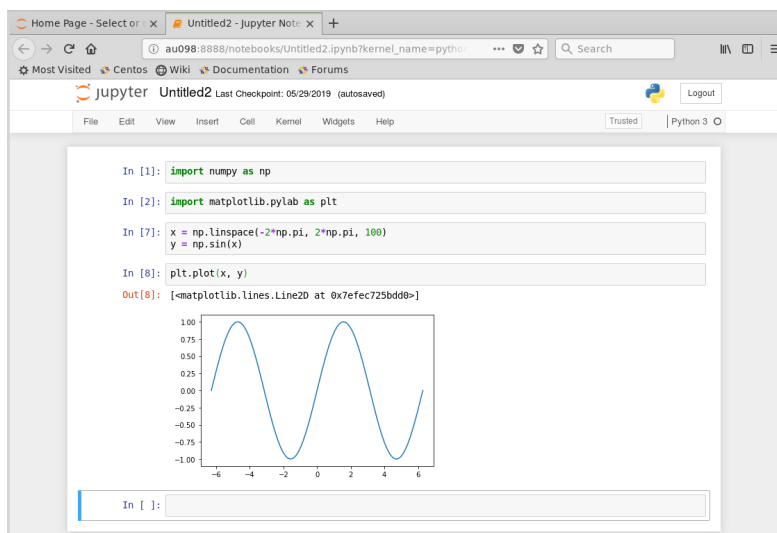 Home Page - Select or c
Untitled2 - Jupyter Note
au098:8888/notebooks/Untitled2.ipynb?kernel_name=python
Search
Most Visited Centos Wiki Documentation Forums
jupyter Untitled2 Last Checkpoint: 05/29/2019 (autosaved)
Logout
File Edit View Insert Cell Kernel Widgets Help
Trusted
Python 3
In [1]: import numpy as np
In [2]: import matplotlib.pylab as plt
In [7]: x = np.linspace(-2*np.pi, 2*np.pi, 100)
y = np.sin(x)
In [8]: plt.plot(x, y)
Out[8]: [<matplotlib.lines.Line2D at 0x7efec725bdd0>]
1.00
0.75
0.50
0.25
0.00
−0.25
−0.50
−0.75
−1.00
−6 −4 −2 0 2 4 6
In [ ]: